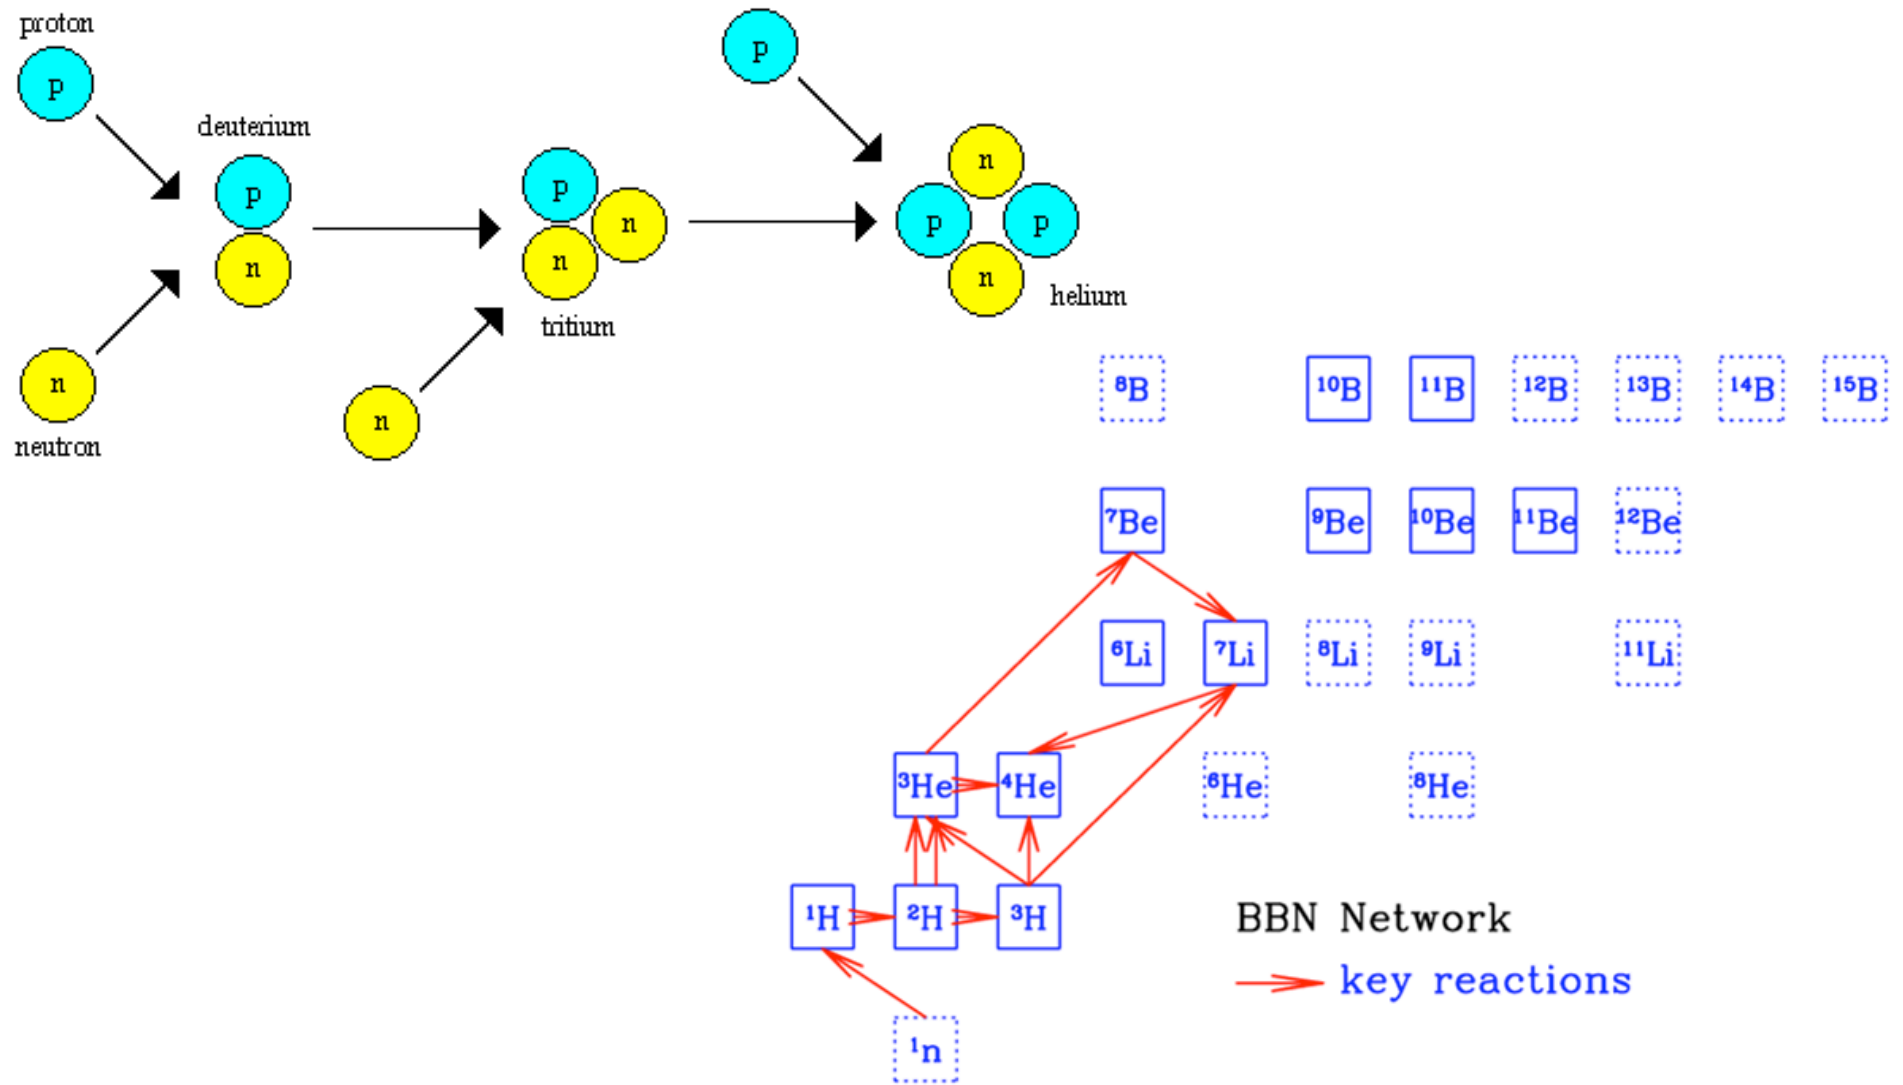 proton
p
p
deuterium
p
n
p
n
n
n
p
p
n
helium
tritium
n
neutron
n
⁸B ¹⁰B ¹¹B ¹²B ¹³B ¹⁴B ¹⁵B
⁷Be ⁹Be ¹⁰Be ¹¹Be ¹²Be
⁶Li ⁷Li ⁸Li ⁹Li ¹¹Li
³He ⁴He ⁶He ⁸He
¹H ²H ³H
BBN Network
key reactions
¹n